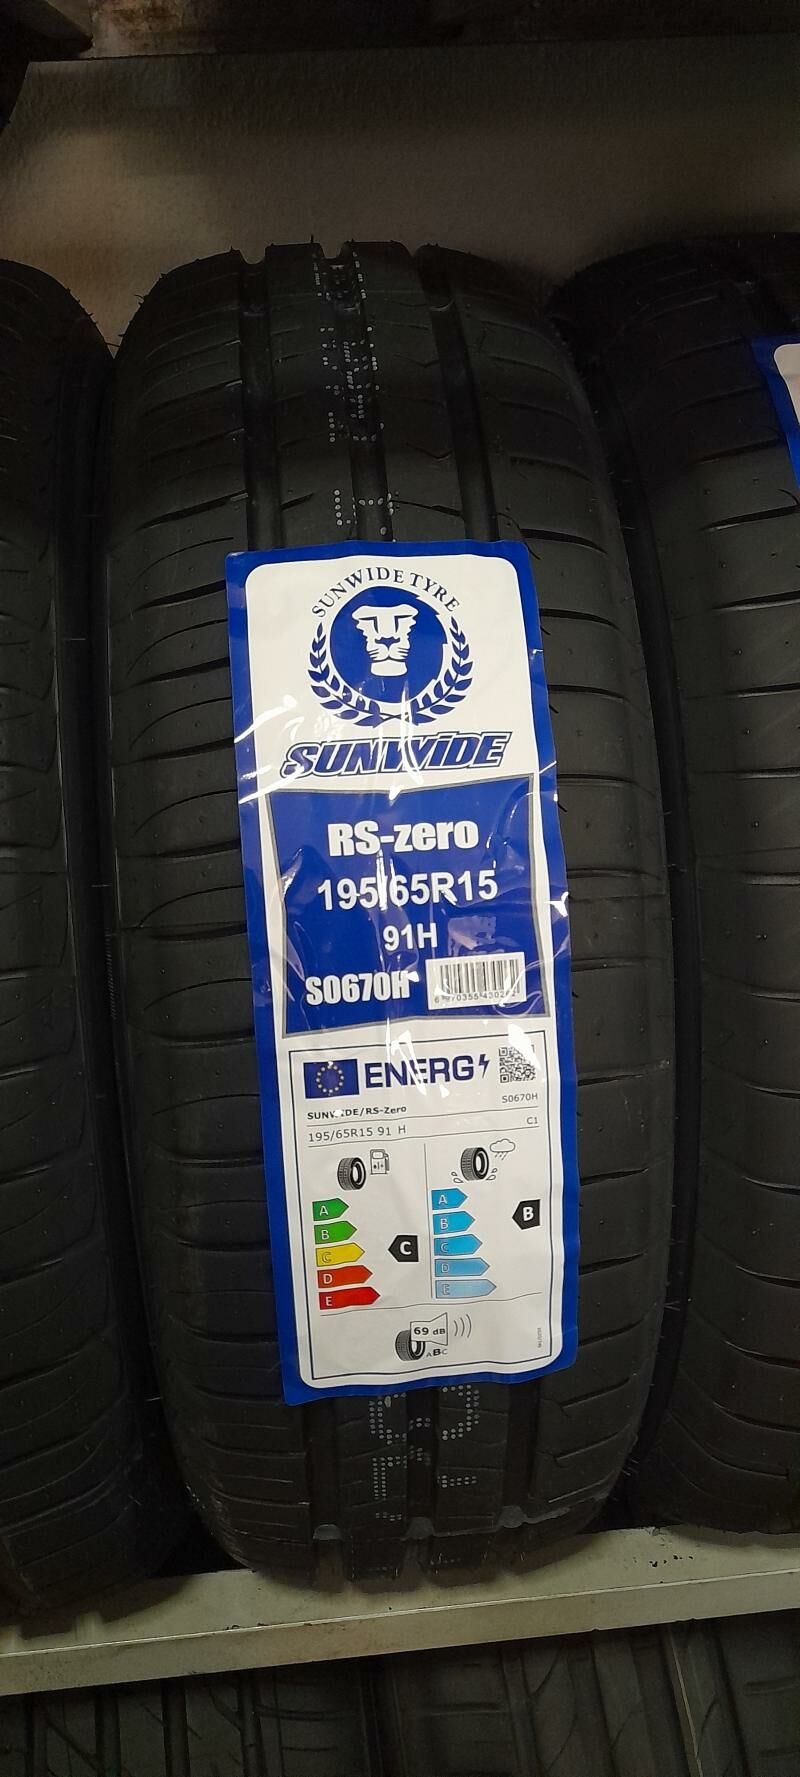 SUNWIDE TYRE
SUNWIDE
RS-zero
195/65R15
91H
S0670H
ENERG
SUNWIDE/RS-Zero
S0670H
195/65R15 91 H
C1
A
B
C
D
E
C
A
B
C
D
E
B
69 dB
ABC